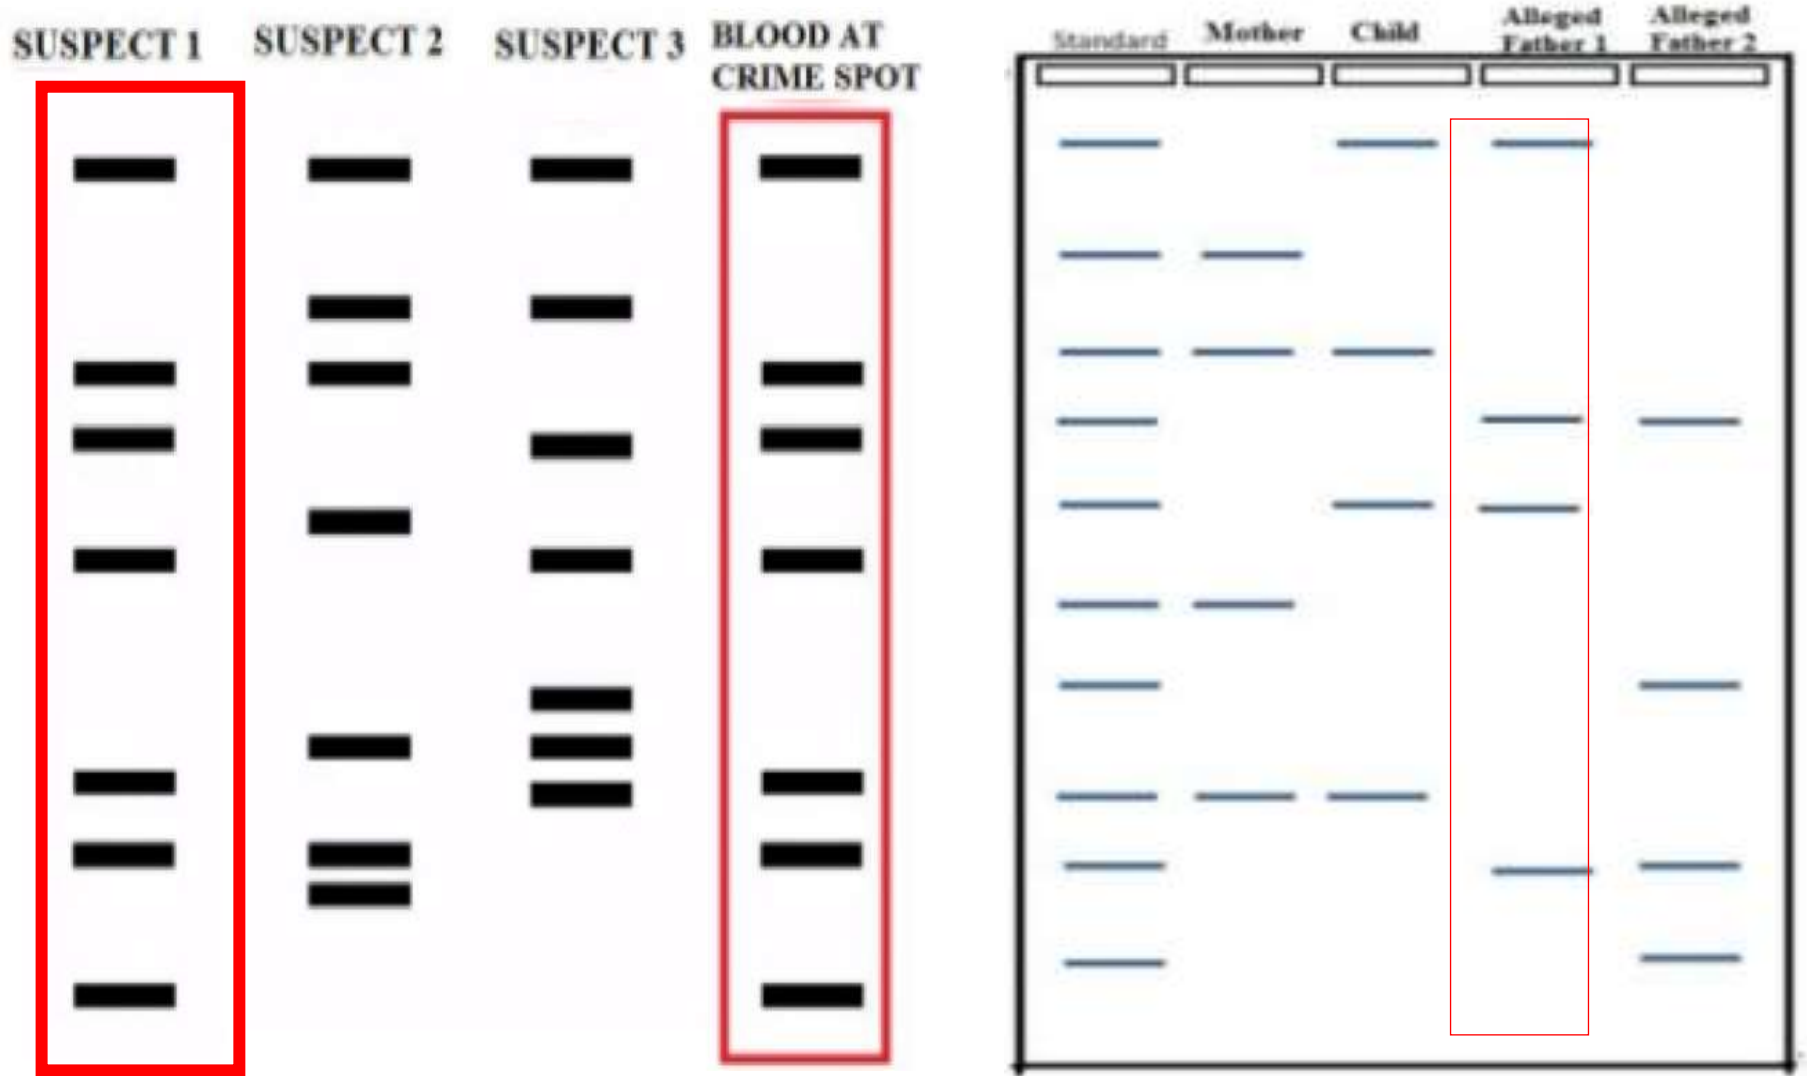 SUSPECT 1
SUSPECT 2
SUSPECT 3
BLOOD AT
CRIME SPOT
Standard
Mother
Child
Alleged
Father 1
Alleged
Father 2